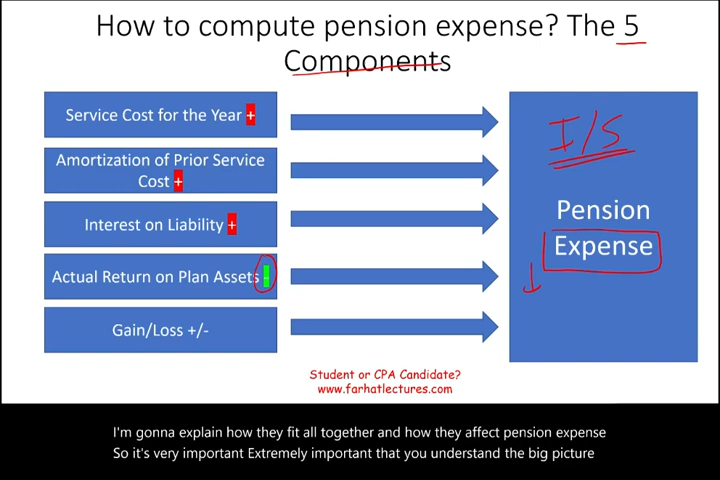 How to compute pension expense? The 5
Components
Service Cost for the Year +
I/S
Amortization of Prior Service
Cost +
Pension
Expense
Interest on Liability +
Actual Return on Plan Assets -
Gain/Loss +/-
Student or CPA Candidate?
www.farhatlectures.com
I'm gonna explain how they fit all together and how they affect pension expense
So it's very important Extremely important that you understand the big picture